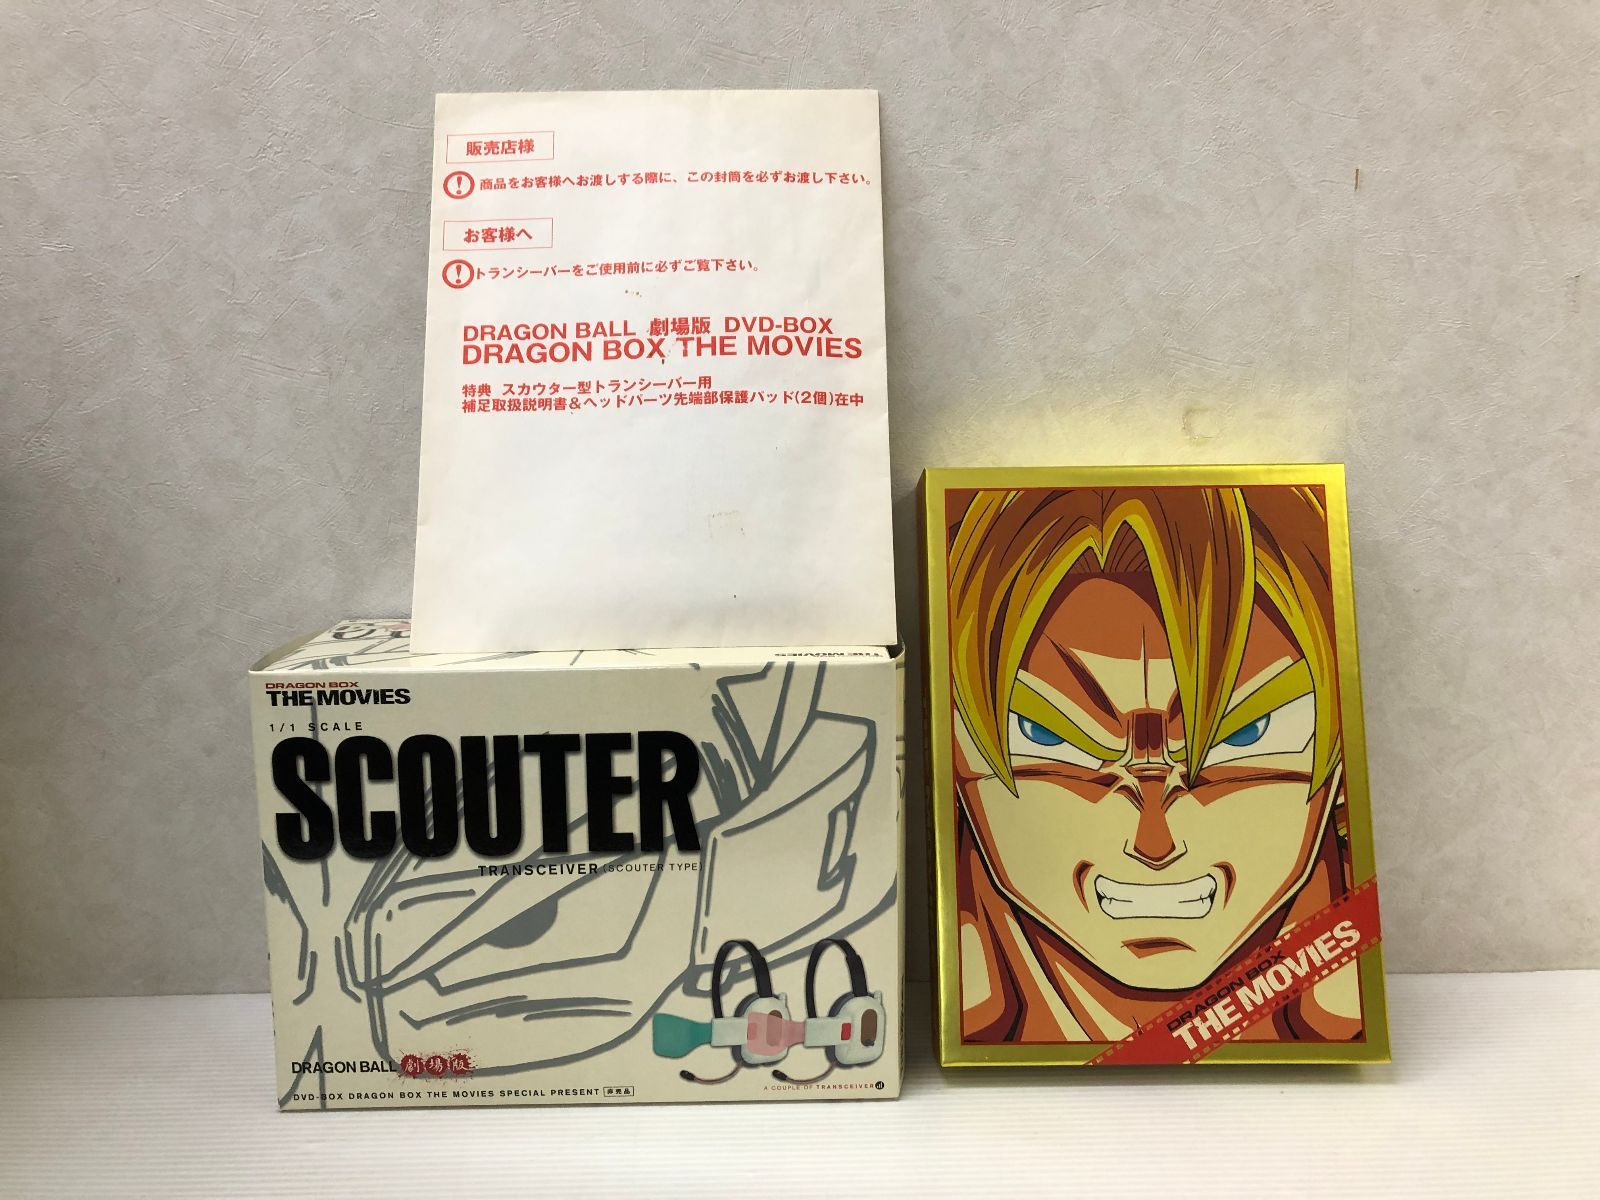 販売店様
商品をお客様へお渡しする際に、この封筒を必ずお渡し下さい。
お客様へ
トランシーバーをご使用前に必ずご覧下さい。
DRAGON BALL 劇場版 DVD-BOX
DRAGON BOX THE MOVIES
特典 スカウター型トランシーバー用
補足取扱説明書&ヘッドパーツ先端部保護パッド(2個)在中
THE MOVIES
DRAGON BOX
THE MOVIES
1/1 SCALE
SCOUTER
TRANSCEIVER (SCOUTER TYPE)
DRAGON BALL 劇場版
DVD-BOX DRAGON BOX THE MOVIES SPECIAL PRESENT 非売品
A COUPLE OF TRANSCEIVER
DRAGON BOX
THE MOVIES